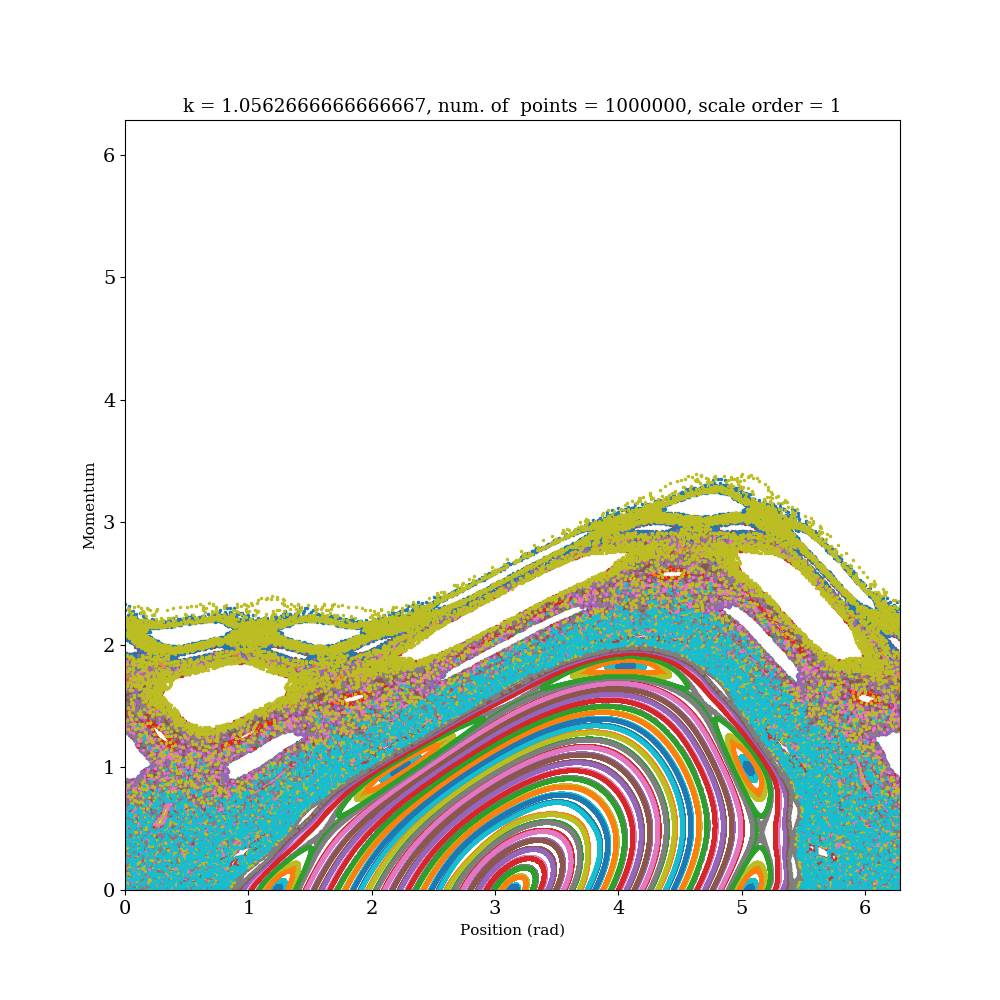 k = 1.0562666666666667, num. of  points = 1000000, scale order = 1
6
5
4
3
2
1
0
Momentum
0 1 2 3 4 5 6
Position (rad)